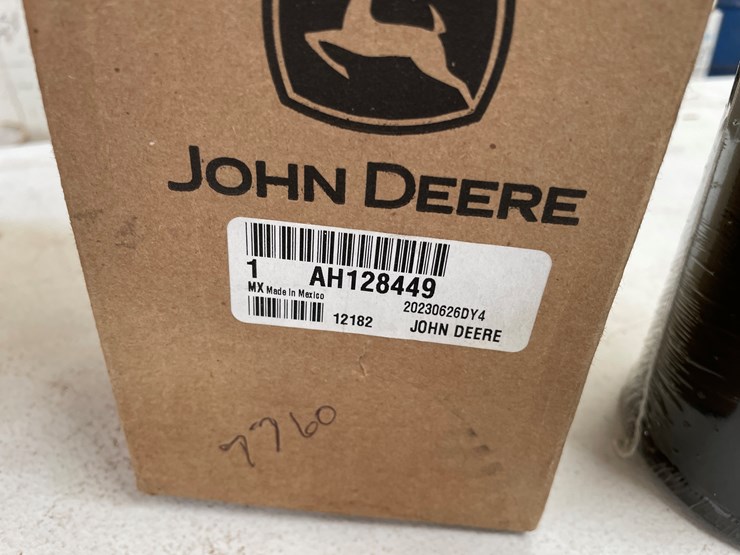 JOHN DEERE
1 AH128449
MX Made In Mexico
20230626DY4
12182 JOHN DEERE
7760